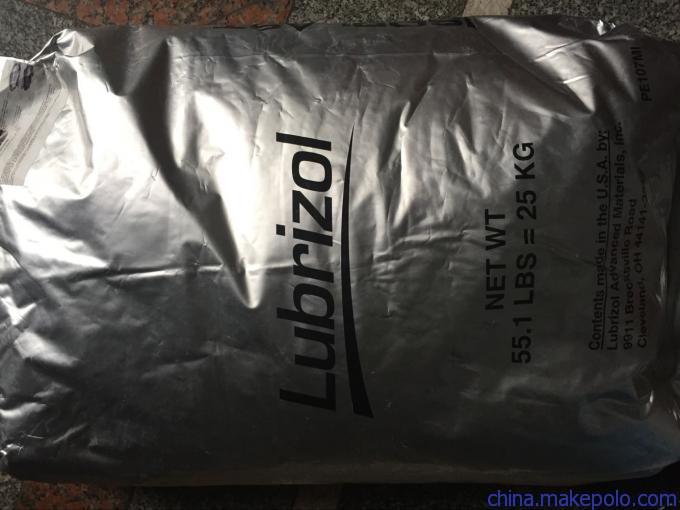 Lubrizol
NET WT
55.1 LBS = 25 KG
Contents made in the U.S.A. by:
Lubrizol Advanced Materials, Inc.
9911 Brecksville Road
Cleveland, OH 44141-
PE107MI
china.makepolo.com